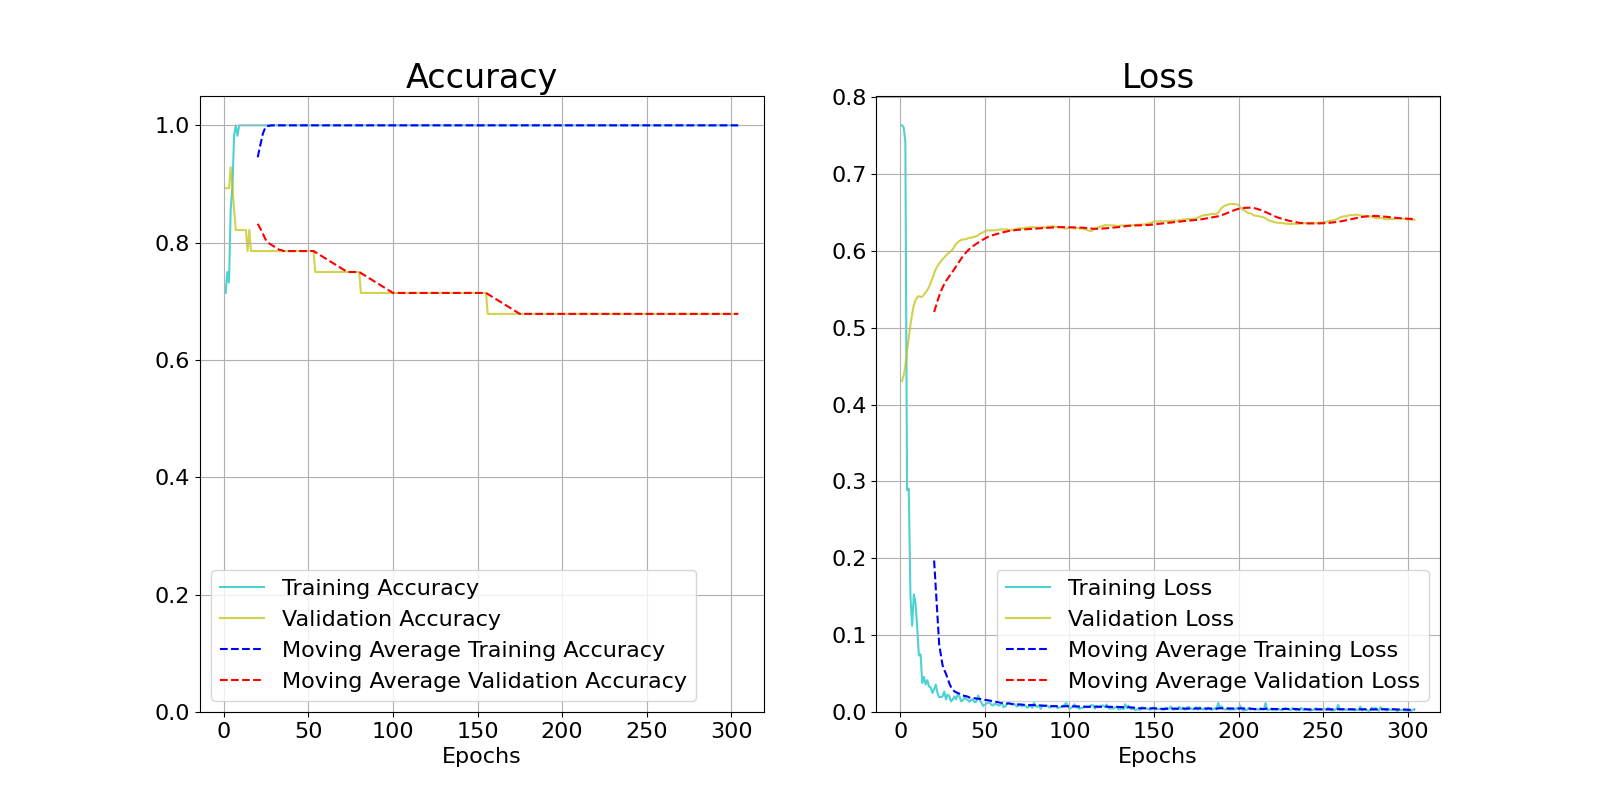 Accuracy
1.0
0.8
0.6
0.4
0.2
0.0
Training Accuracy
Validation Accuracy
Moving Average Training Accuracy
Moving Average Validation Accuracy
0 50 100 150 200 250 300
Epochs
Loss
0.8
0.7
0.6
0.5
0.4
0.3
0.2
0.1
0.0
Training Loss
Validation Loss
Moving Average Training Loss
Moving Average Validation Loss
0 50 100 150 200 250 300
Epochs